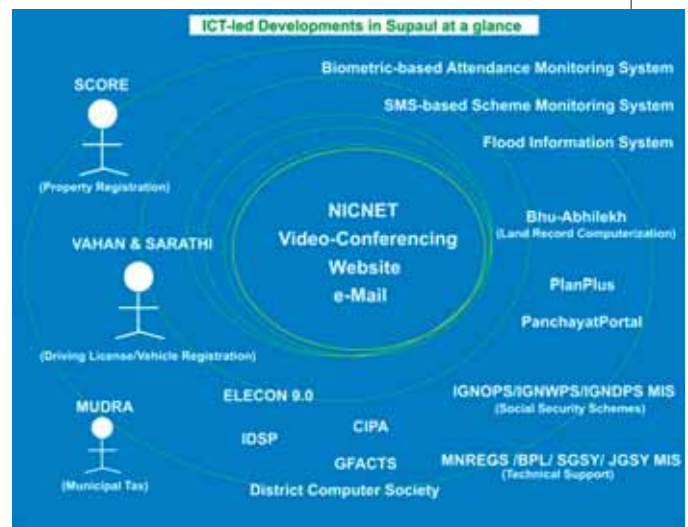 ICT-led Developments in Supaul at a glance
Biometric-based Attendance Monitoring System
SCORE
SMS-based Scheme Monitoring System
Flood Information System
(Property Registration)
NICNET
Video-Conferencing
Website
e-Mail
Bhu-Abhilekh
(Land Record Computerization)
VAHAN & SARATHI
PlanPlus
PanchayatPortal
(Driving License/Vehicle Registration)
ELECON 9.0
IGNOPS/IGNWPS/IGNDPS MIS
(Social Security Schemes)
MUDRA
CIPA
IDSP
GFACTS
MNREGS /BPL/ SGSY/ JGSY MIS
(Technical Support)
(Municipal Tax)
District Computer Society